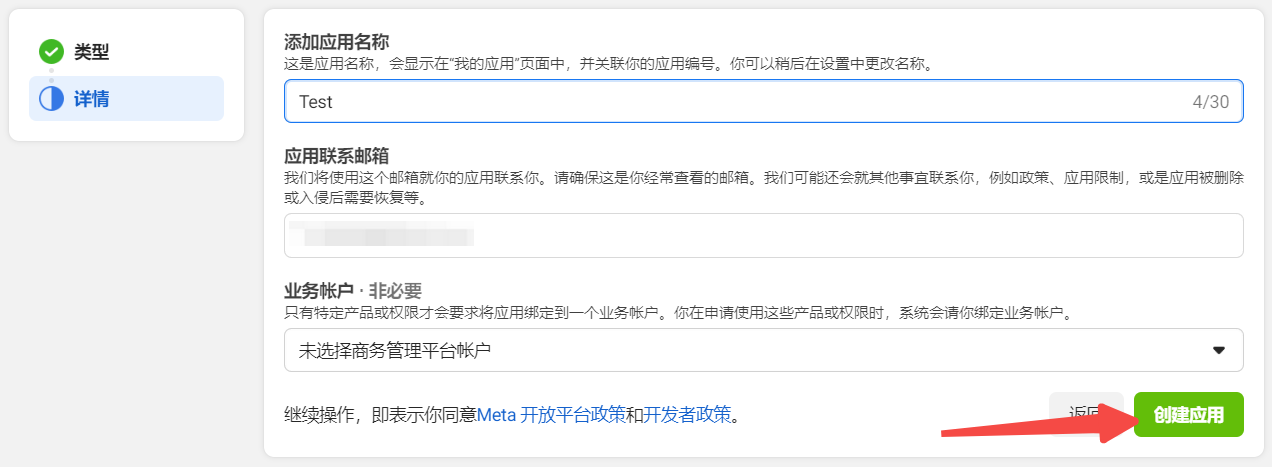 类型
详情
添加应用名称
这是应用名称，会显示在“我的应用”页面中，并关联你的应用编号。你可以稍后在设置中更改名称。
Test
4/30
应用联系邮箱
我们将使用这个邮箱就你的应用联系你。请确保这是你经常查看的邮箱。我们可能还会就其他事宜联系你，例如政策、应用限制，或是应用被删除
或入侵后需要恢复等。
业务帐户 · 非必要
只有特定产品或权限才会要求将应用绑定到一个业务帐户。你在申请使用这些产品或权限时，系统会请你绑定业务帐户。
未选择商务管理平台帐户
继续操作，即表示你同意Meta 开放平台政策和开发者政策。
返回
创建应用